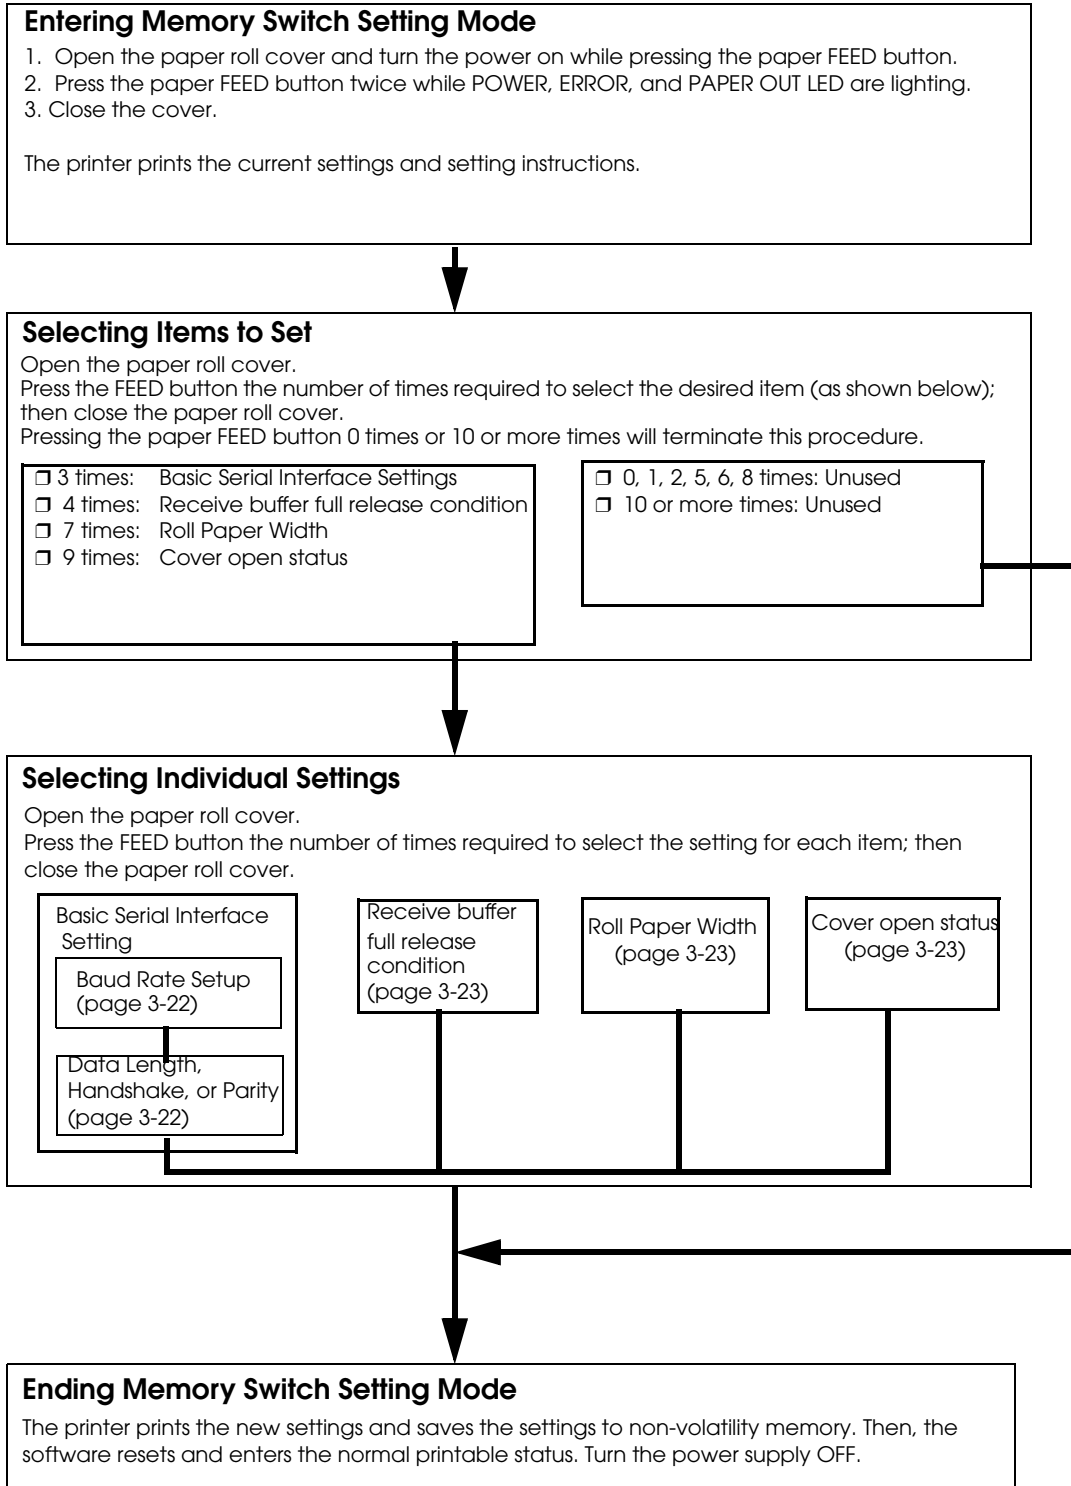 Entering Memory Switch Setting Mode
1. Open the paper roll cover and turn the power on while pressing the paper FEED button.
2. Press the paper FEED button twice while POWER, ERROR, and PAPER OUT LED are lighting.
3. Close the cover.
The printer prints the current settings and setting instructions.
Selecting Items to Set
Open the paper roll cover.
Press the FEED button the number of times required to select the desired item (as shown below);
then close the paper roll cover.
Pressing the paper FEED button 0 times or 10 or more times will terminate this procedure.
❒ 3 times: Basic Serial Interface Settings
❒ 4 times: Receive buffer full release condition
❒ 7 times: Roll Paper Width
❒ 9 times: Cover open status
❒ 0, 1, 2, 5, 6, 8 times: Unused
❒ 10 or more times: Unused
Selecting Individual Settings
Open the paper roll cover.
Press the FEED button the number of times required to select the setting for each item; then
close the paper roll cover.
Basic Serial Interface
Setting
Baud Rate Setup
(page 3-22)
Data Length,
Handshake, or Parity
(page 3-22)
Receive buffer
full release
condition
(page 3-23)
Roll Paper Width
(page 3-23)
Cover open status
(page 3-23)
Ending Memory Switch Setting Mode
The printer prints the new settings and saves the settings to non-volatility memory. Then, the
software resets and enters the normal printable status. Turn the power supply OFF.